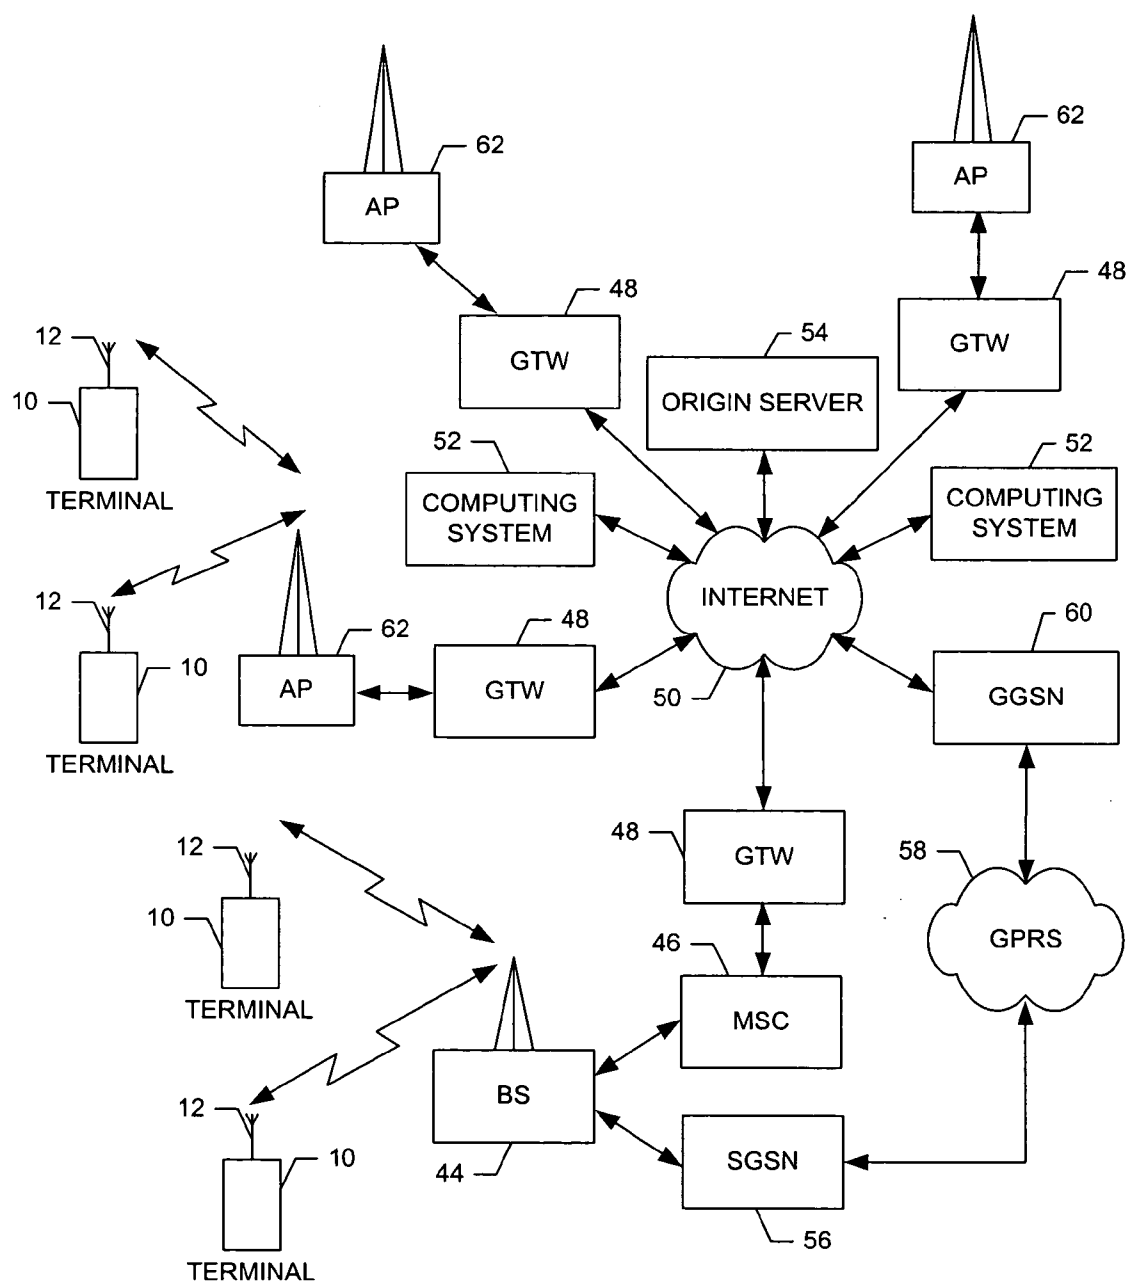 62
AP
62
AP
48
GTW
48
GTW
12
10
TERMINAL
54
ORIGIN SERVER
52
COMPUTING
SYSTEM
52
COMPUTING
SYSTEM
INTERNET
50
12
10
TERMINAL
62
AP
48
GTW
60
GGSN
48
GTW
58
GPRS
12
10
TERMINAL
46
MSC
BS
44
12
10
TERMINAL
SGSN
56